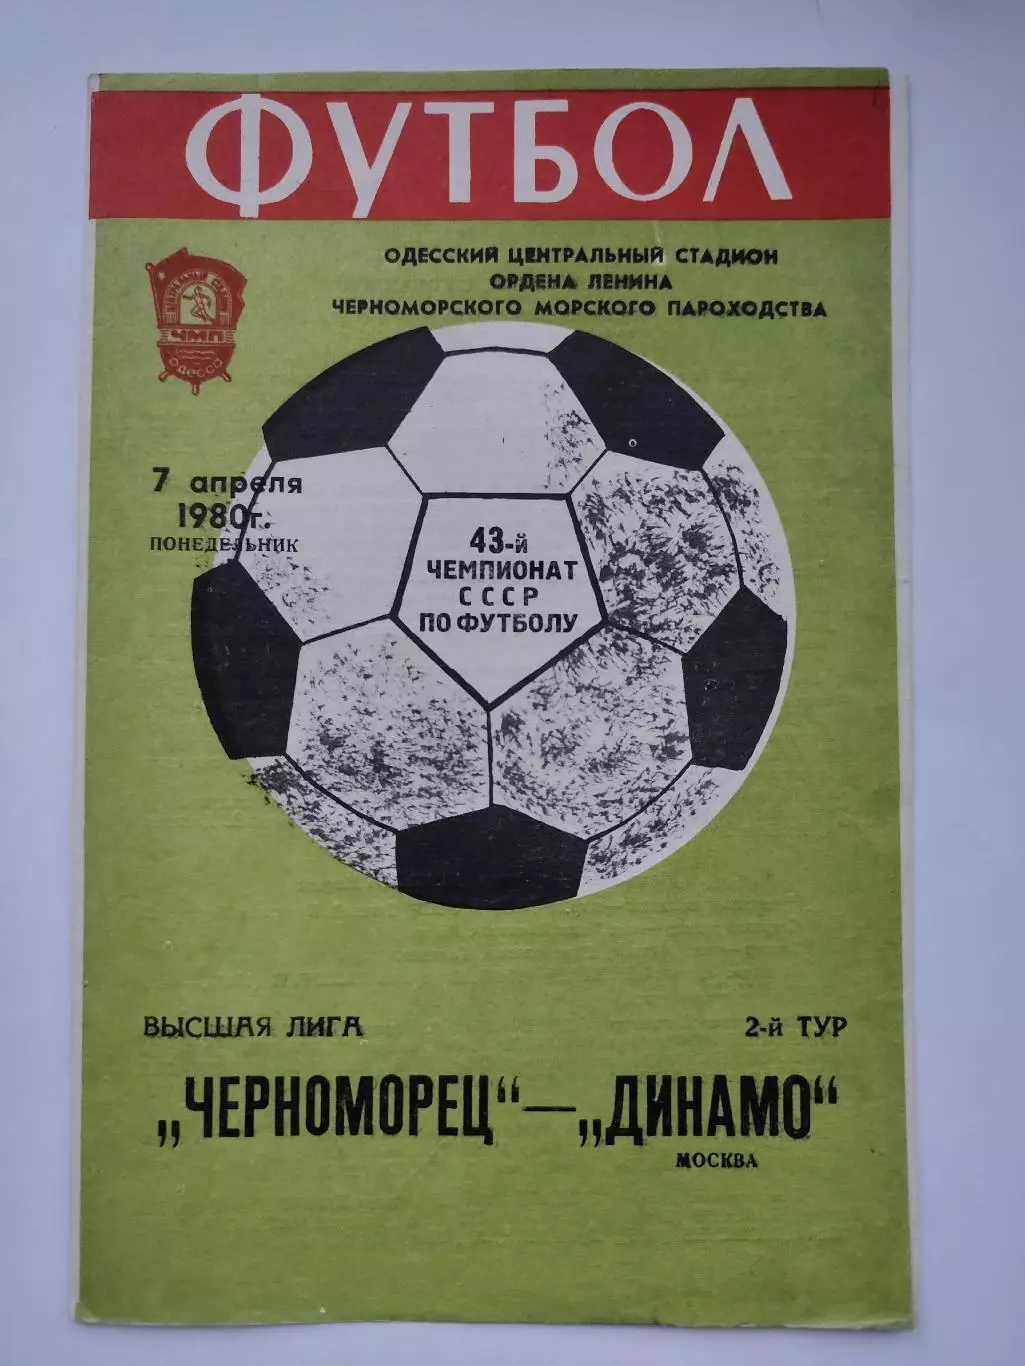 ФУТБОЛ
ОДЕССКИЙ ЦЕНТРАЛЬНЫЙ СТАДИОН
ОРДЕНА ЛЕНИНА
ЧЕРНОМОРСКОГО МОРСКОГО ПАРОХОДСТВА
ЧМП
ОДЕССА
7 апреля
1980г.
ПОНЕДЕЛЬНИК
43-й
ЧЕМПИОНАТ
СССР
ПО ФУТБОЛУ
ВЫСШАЯ ЛИГА
2-й ТУР
„ЧЕРНОМОРЕЦ“—„ДИНАМО“
МОСКВА